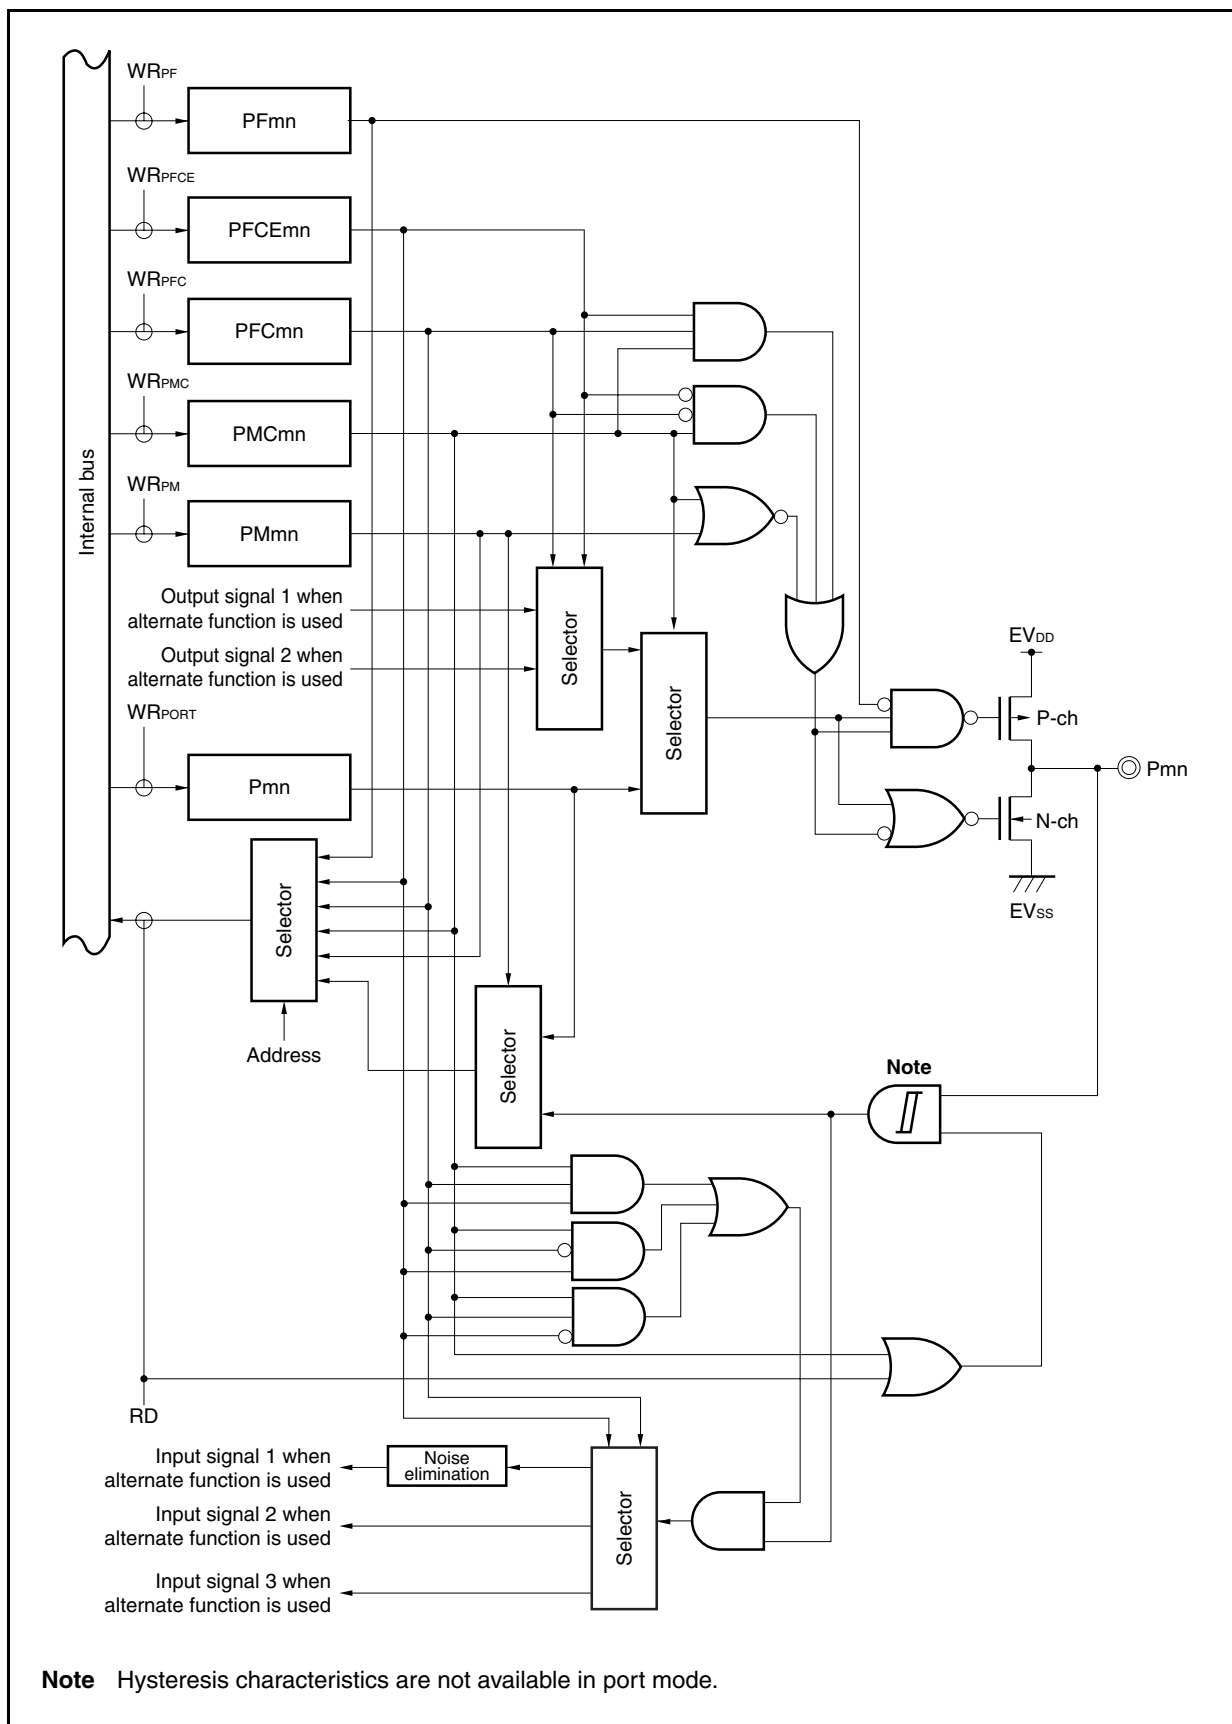 WRPF
PFmn
WRPFCE
PFCEmn
WRPFC
PFCmn
WRPMC
PMCmn
WRPM
PMmn
Internal bus
Output signal 1 when
alternate function is used
Output signal 2 when
alternate function is used
Selector
Selector
WRPORT
Pmn
EVDD
P-ch
Pmn
N-ch
EVSS
Selector
Address
Selector
Note
RD
Input signal 1 when
alternate function is used
Noise
elimination
Input signal 2 when
alternate function is used
Selector
Input signal 3 when
alternate function is used
Note Hysteresis characteristics are not available in port mode.